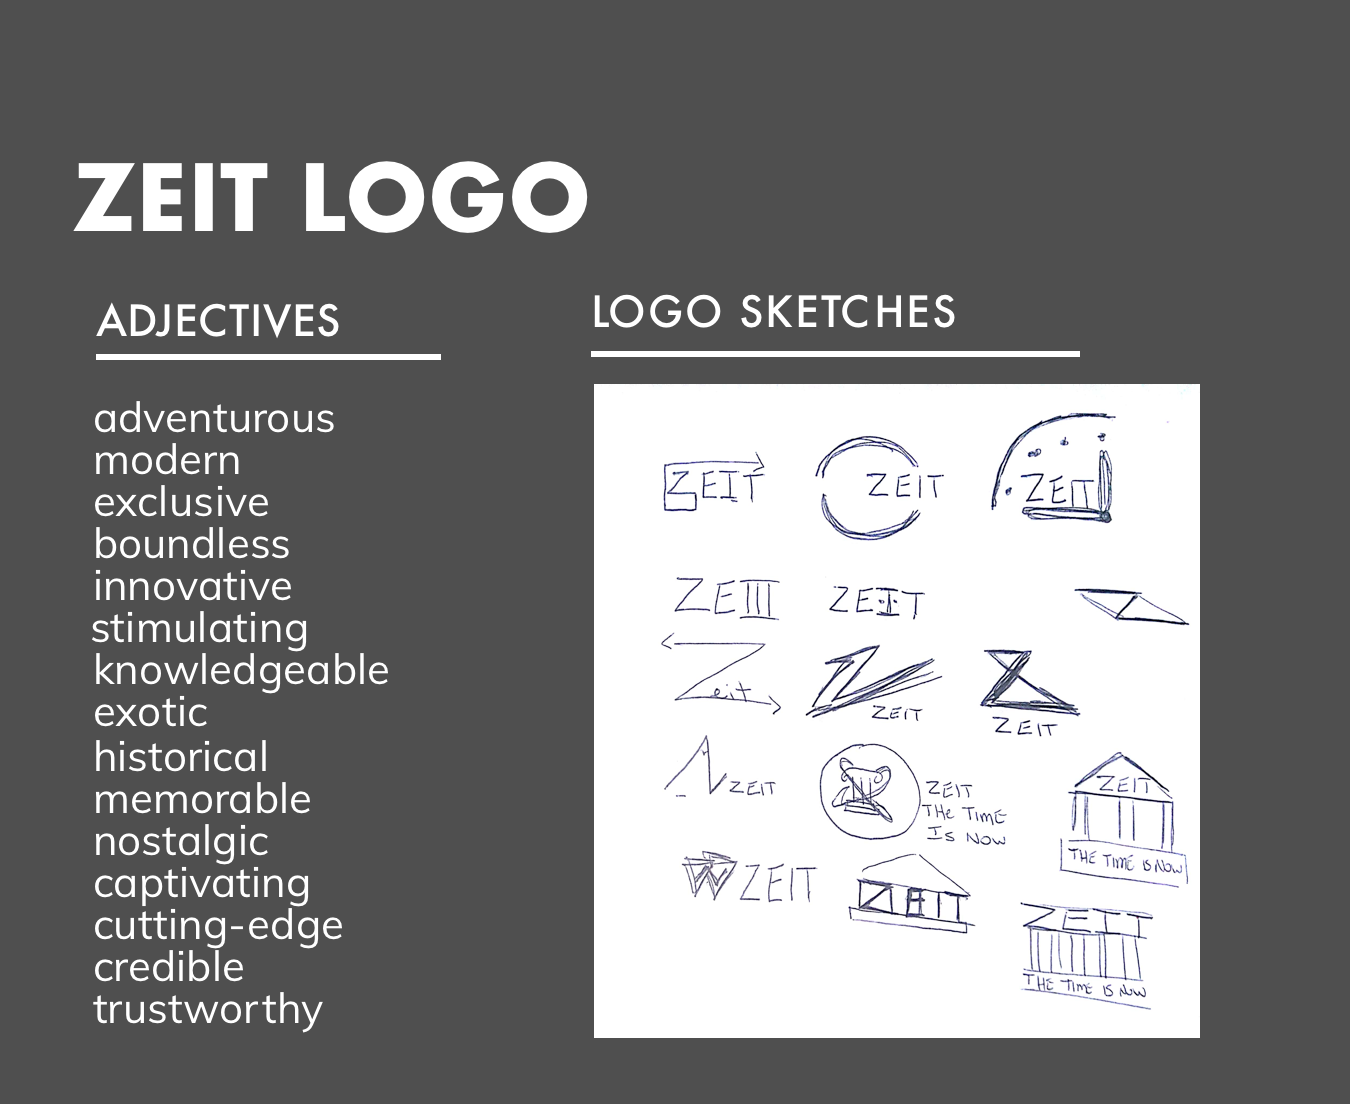 ZEIT LOGO
ADJECTIVES
adventurous
modern
exclusive
boundless
innovative
stimulating
knowledgeable
exotic
historical
memorable
nostalgic
captivating
cutting-edge
credible
trustworthy
LOGO SKETCHES
ZEIT
ZEIT
ZEIT
ZEIT
ZEIT
Zeit
ZEIT
ZEIT
ZEIT
ZEIT
THE TIME
IS NOW
ZEIT
THE TIME IS NOW
ZEIT
ZEIT
ZEIT
THE TIME IS NOW